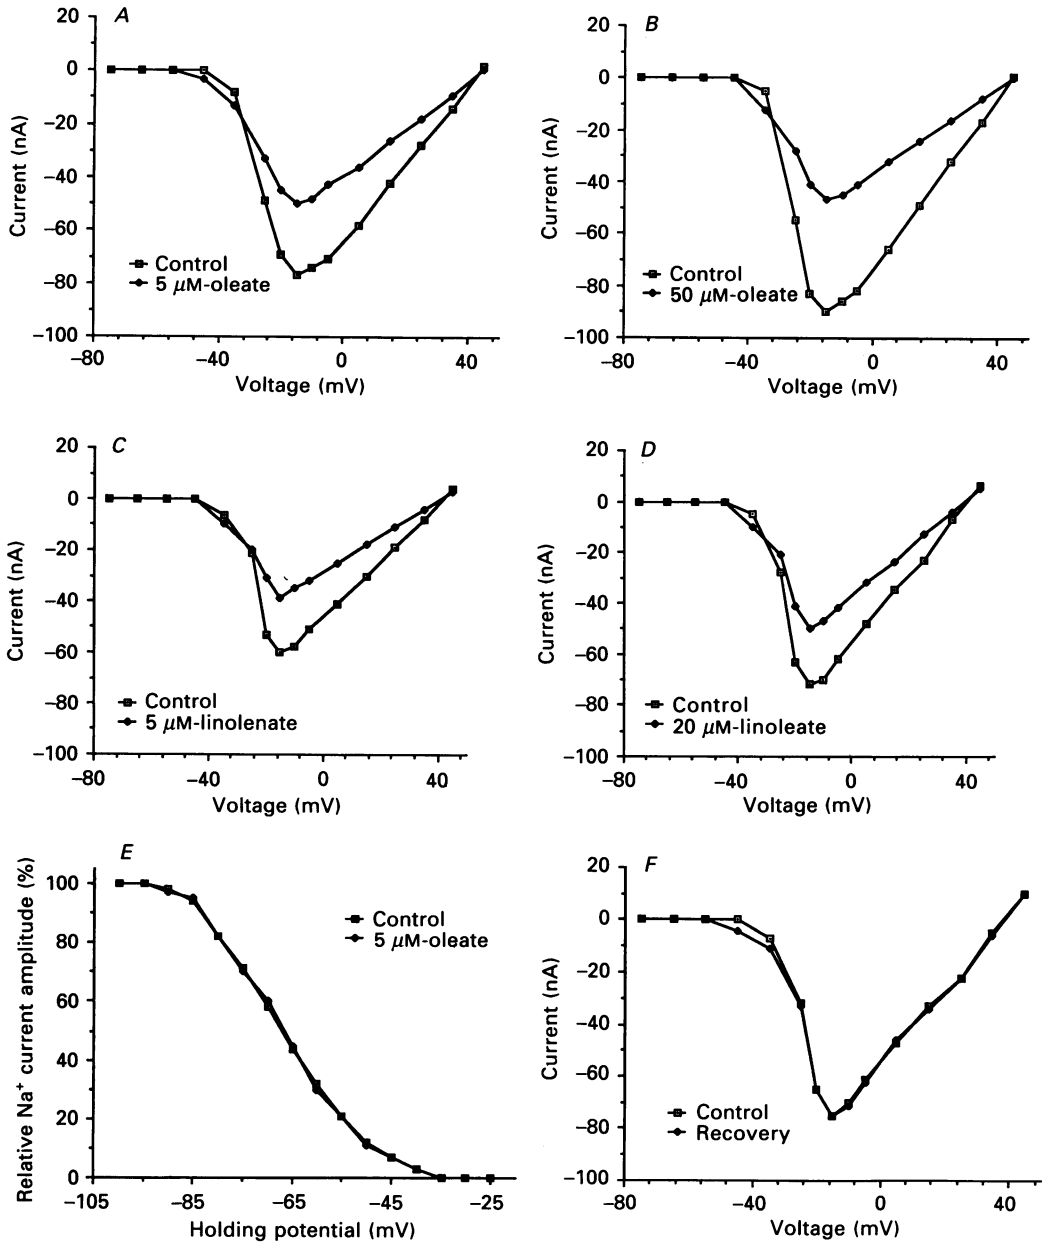 A
20
0
−20
−40
−60
−80
−100
Current (nA)
Control
5 μM-oleate
−80
−40
0
40
Voltage (mV)
B
20
0
−20
−40
−60
−80
−100
Current (nA)
Control
50 μM-oleate
−80
−40
0
40
Voltage (mV)
C
20
0
−20
−40
−60
−80
−100
Current (nA)
Control
5 μM-linolenate
−80
−40
0
40
Voltage (mV)
D
20
0
−20
−40
−60
−80
−100
Current (nA)
Control
20 μM-linoleate
−80
−40
0
40
Voltage (mV)
E
100
80
60
40
20
0
Relative Na⁺ current amplitude (%)
Control
5 μM-oleate
−105
−85
−65
−45
−25
Holding potential (mV)
F
20
0
−20
−40
−60
−80
−100
Current (nA)
Control
Recovery
−80
−40
0
40
Voltage (mV)